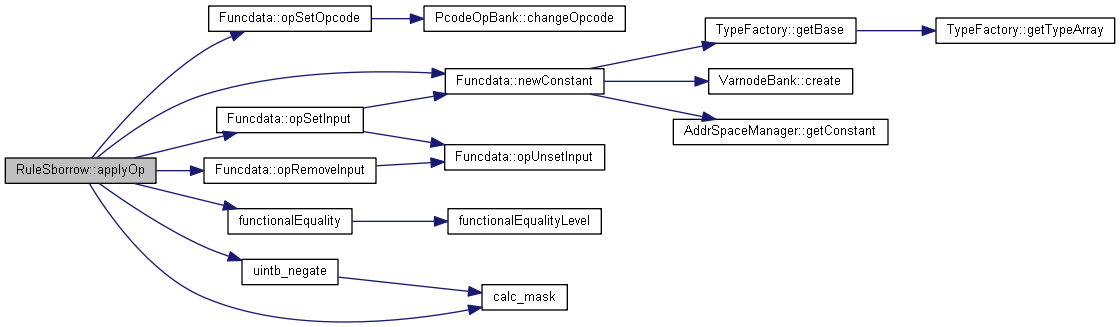 RuleSborrow::applyOp
Funcdata::opSetOpcode
PcodeOpBank::changeOpcode
Funcdata::newConstant
TypeFactory::getBase
TypeFactory::getTypeArray
VarnodeBank::create
AddrSpaceManager::getConstant
Funcdata::opSetInput
Funcdata::opUnsetInput
Funcdata::opRemoveInput
functionalEquality
functionalEqualityLevel
uintb_negate
calc_mask